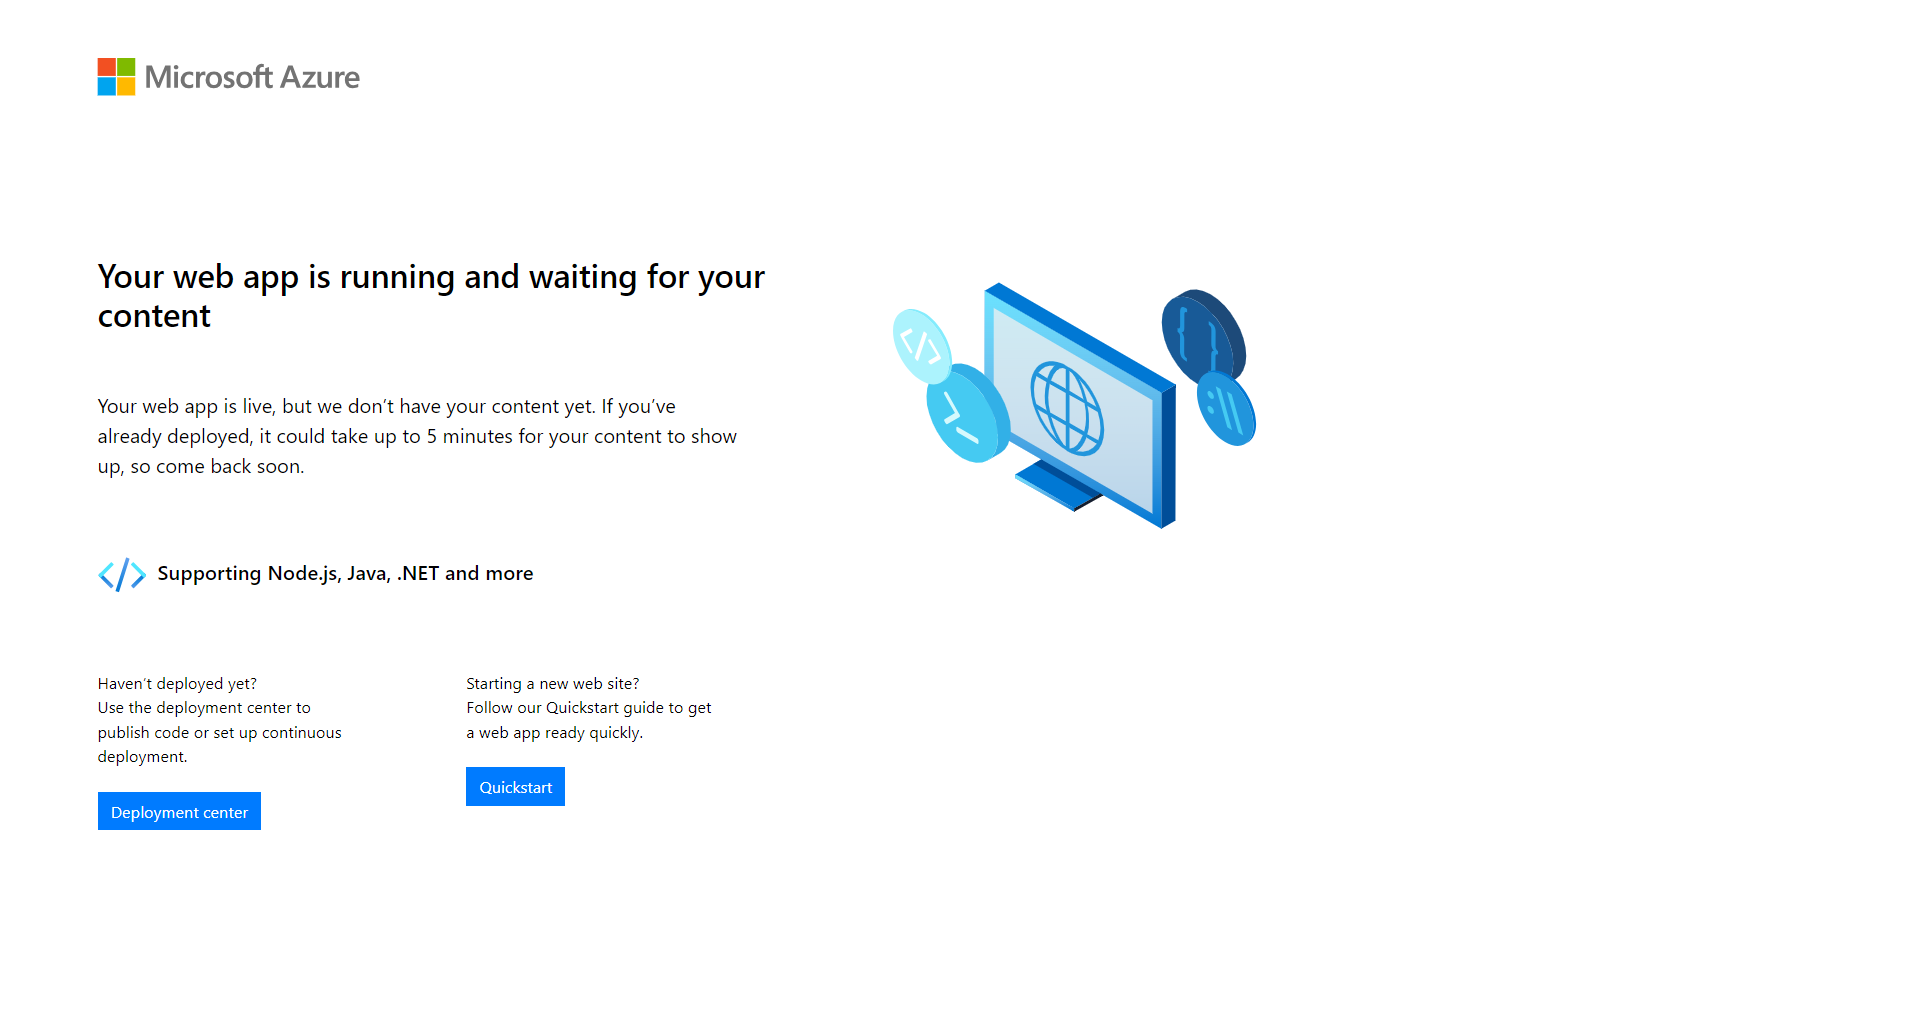 Microsoft Azure
Your web app is running and waiting for your
content
Your web app is live, but we don’t have your content yet. If you’ve
already deployed, it could take up to 5 minutes for your content to show
up, so come back soon.
Supporting Node.js, Java, .NET and more
Haven’t deployed yet?
Use the deployment center to
publish code or set up continuous
deployment.
Deployment center
Starting a new web site?
Follow our Quickstart guide to get
a web app ready quickly.
Quickstart